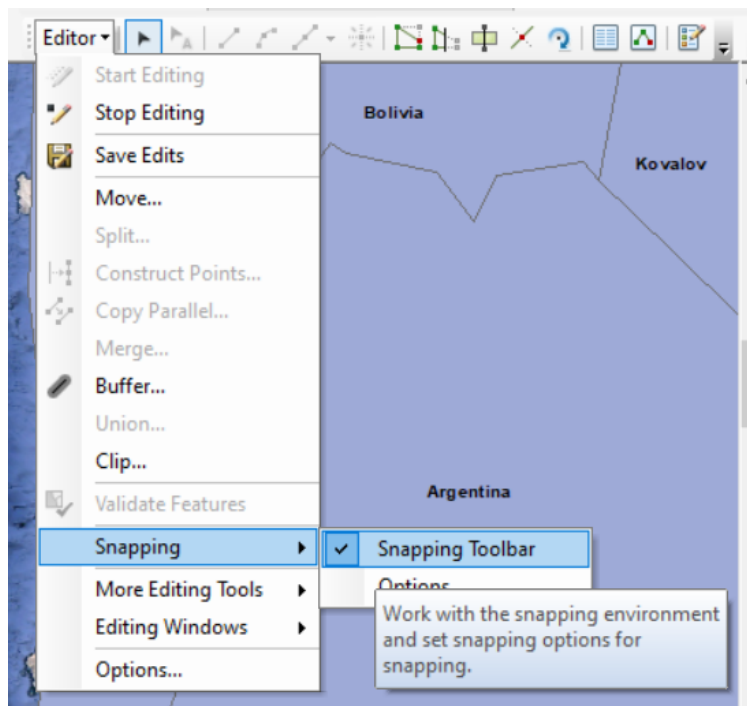 Editor
Start Editing
Stop Editing
Bolivia
Save Edits
Kovalov
Move...
Split...
Construct Points...
Copy Parallel...
Merge...
Buffer...
Union...
Clip...
Argentina
Validate Features
Snapping
Snapping Toolbar
More Editing Tools
Options
Work with the snapping environment
and set snapping options for
snapping.
Editing Windows
Options...